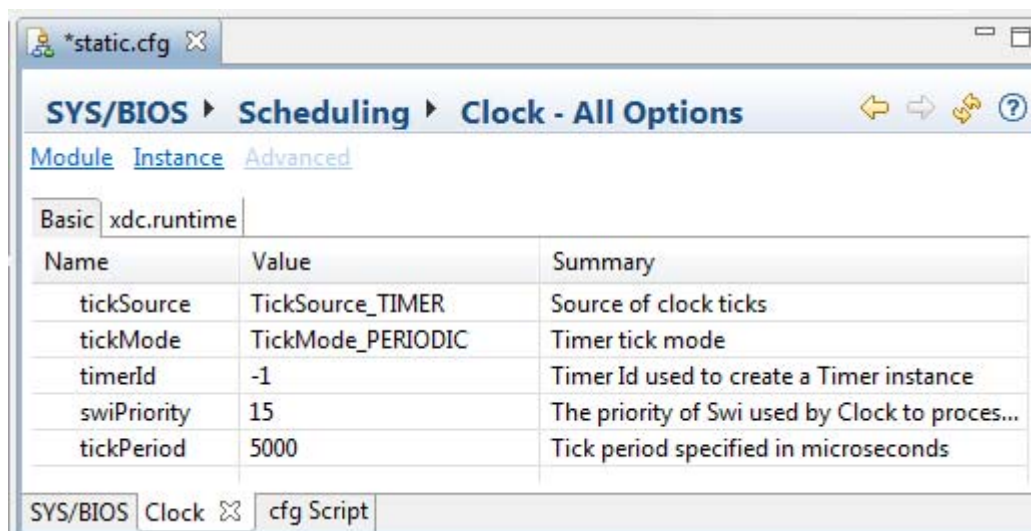 *static.cfg
SYS/BIOS Scheduling Clock - All Options
Module Instance Advanced
Basic xdc.runtime
Name Value Summary
tickSource TickSource_TIMER Source of clock ticks
tickMode TickMode_PERIODIC Timer tick mode
timerId -1 Timer Id used to create a Timer instance
swiPriority 15 The priority of Swi used by Clock to proces...
tickPeriod 5000 Tick period specified in microseconds
SYS/BIOS Clock cfg Script